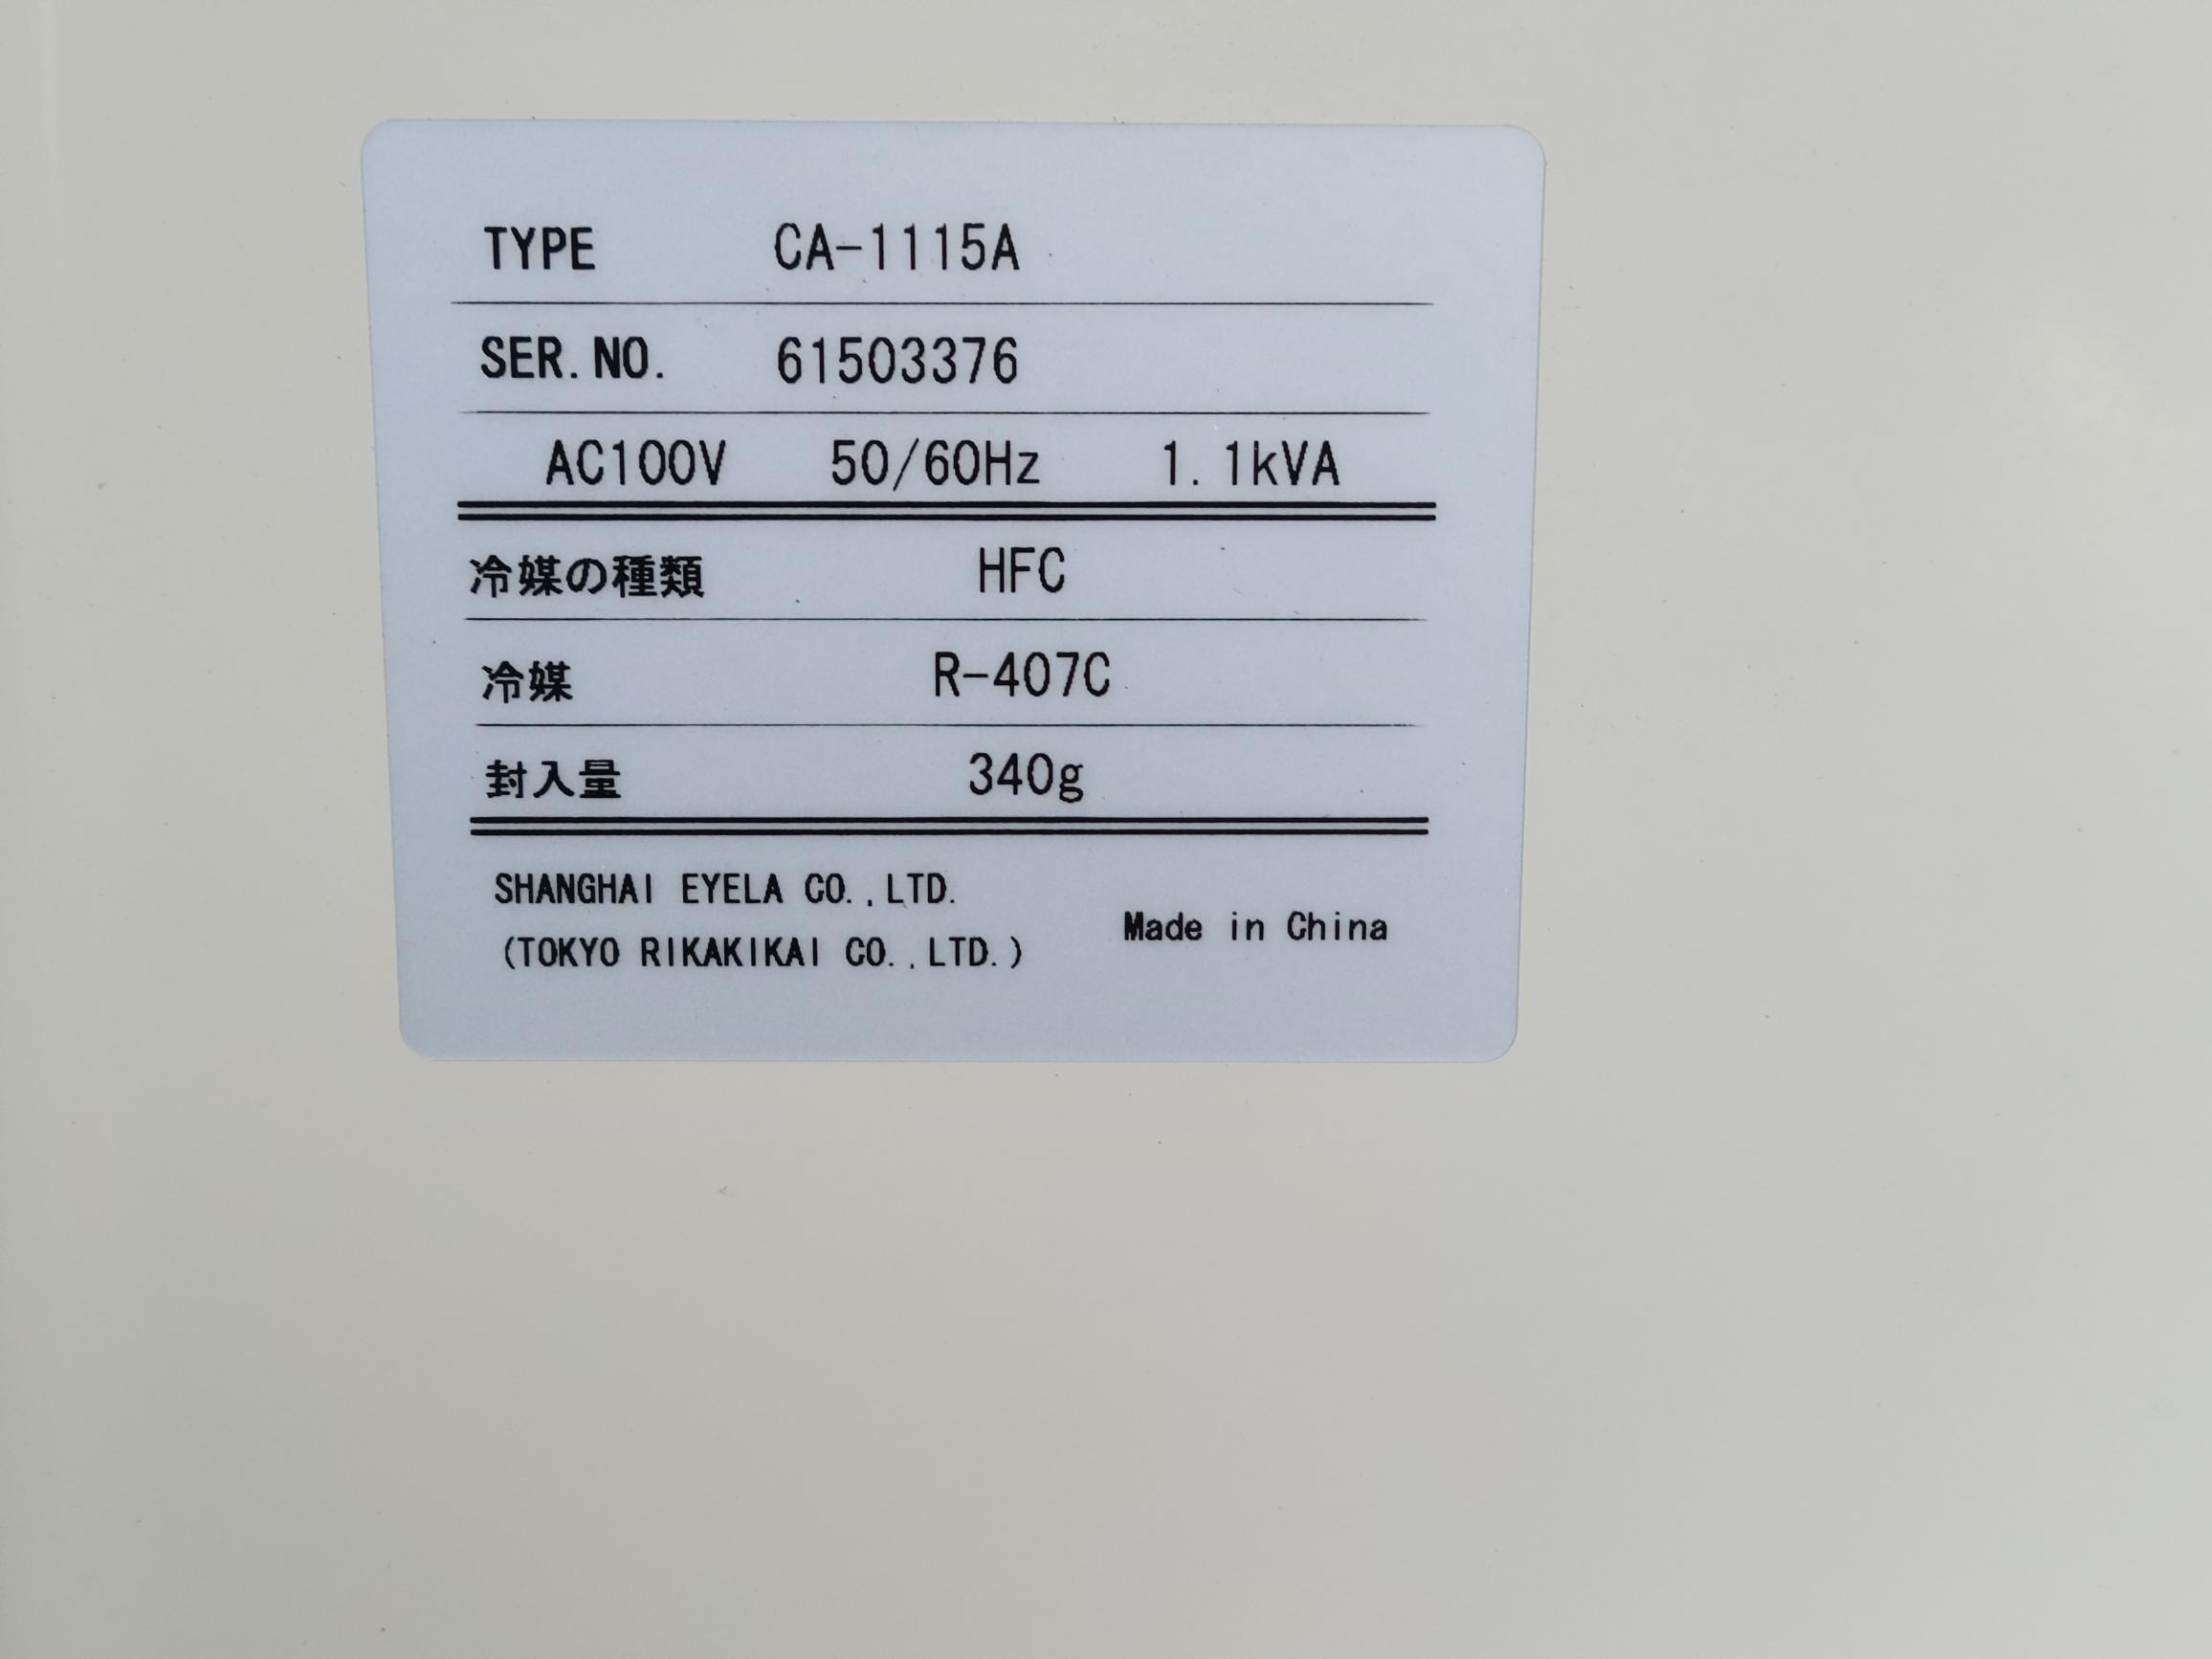 TYPE CA-1115A
SER.NO. 61503376
AC100V 50/60Hz 1.1kVA
冷媒の種類 HFC
冷媒 R-407C
封入量 340g
SHANGHAI EYELA CO.,LTD.
(TOKYO RIKAKIKAI CO.,LTD.)
Made in China